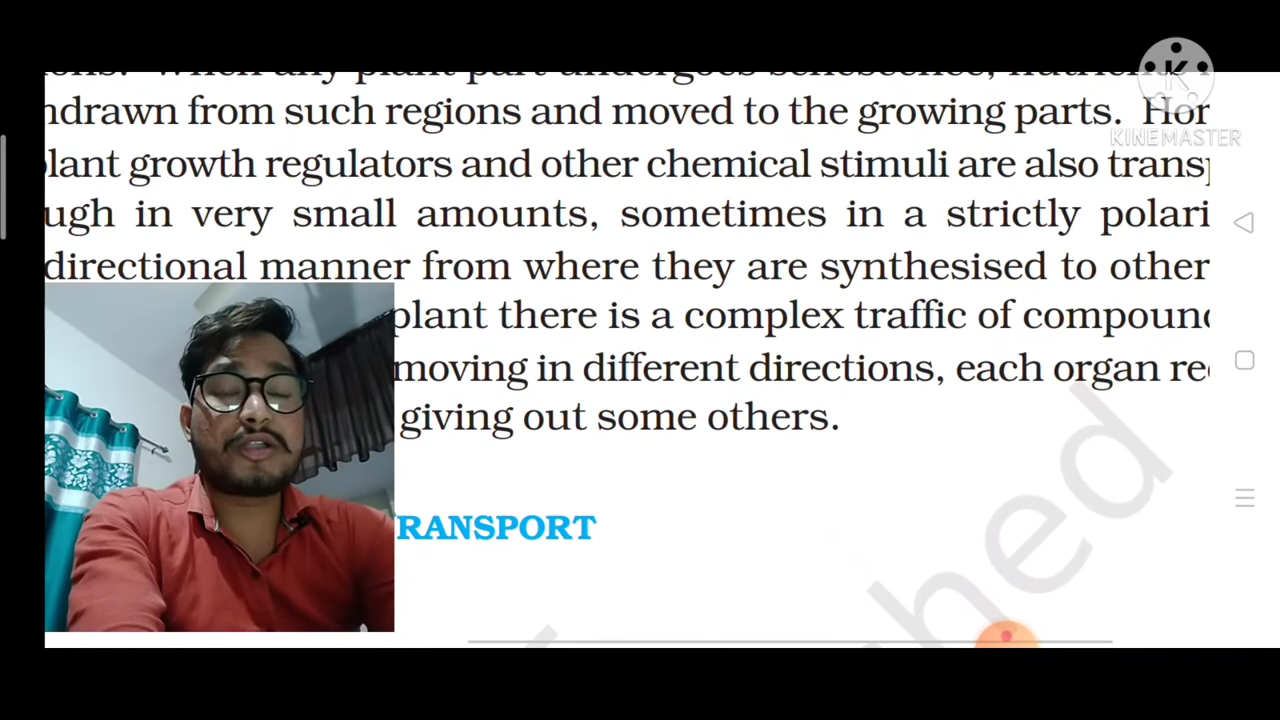 ndrawn from such regions and moved to the growing parts. Hor
plant growth regulators and other chemical stimuli are also transp
ugh in very small amounts, sometimes in a strictly polari
directional manner from where they are synthesised to other
plant there is a complex traffic of compound
moving in different directions, each organ re
giving out some others.
RANSPORT
hed
KINEMASTER